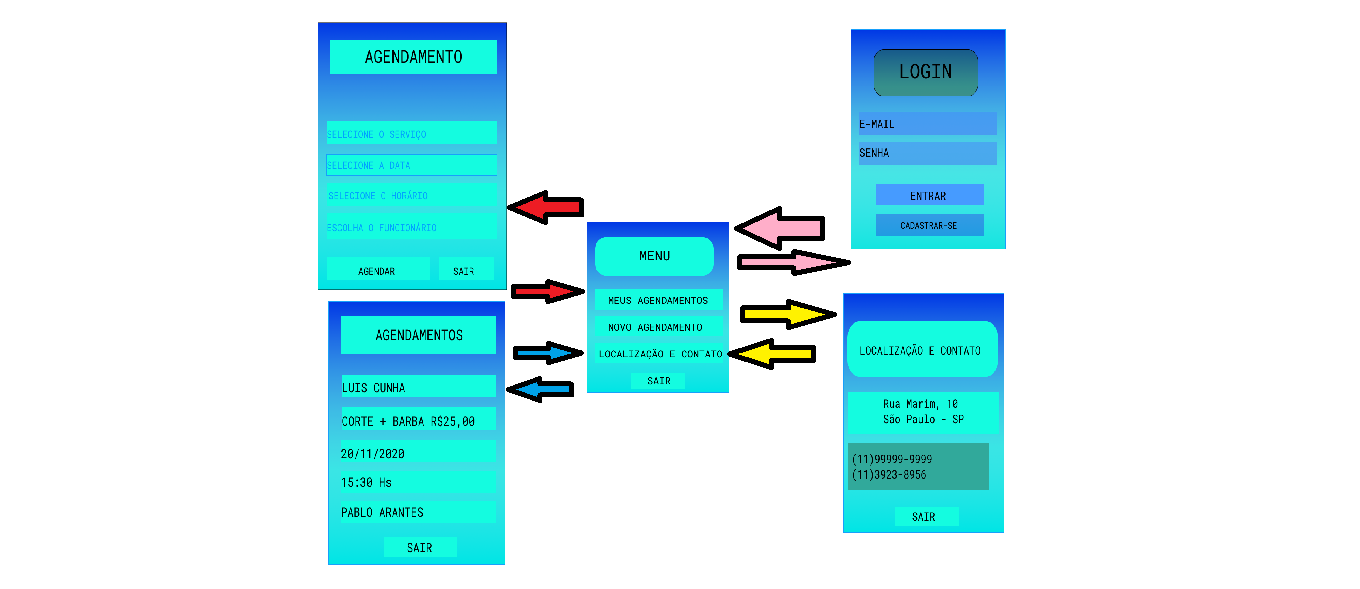 AGENDAMENTO
SELECIONE O SERVIÇO
SELECIONE A DATA
SELECIONE O HORÁRIO
ESCOLHA O FUNCIONÁRIO
AGENDAR
SAIR
AGENDAMENTOS
LUIS CUNHA
CORTE + BARBA R$25,00
20/11/2020
15:30 Hs
PABLO ARANTES
SAIR
MENU
MEUS AGENDAMENTOS
NOVO AGENDAMENTO
LOCALIZAÇÃO E CONTATO
SAIR
LOGIN
E-MAIL
SENHA
ENTRAR
CADASTRAR-SE
LOCALIZAÇÃO E CONTATO
Rua Marim, 10
São Paulo - SP
(11)99999-9999
(11)3923-8956
SAIR